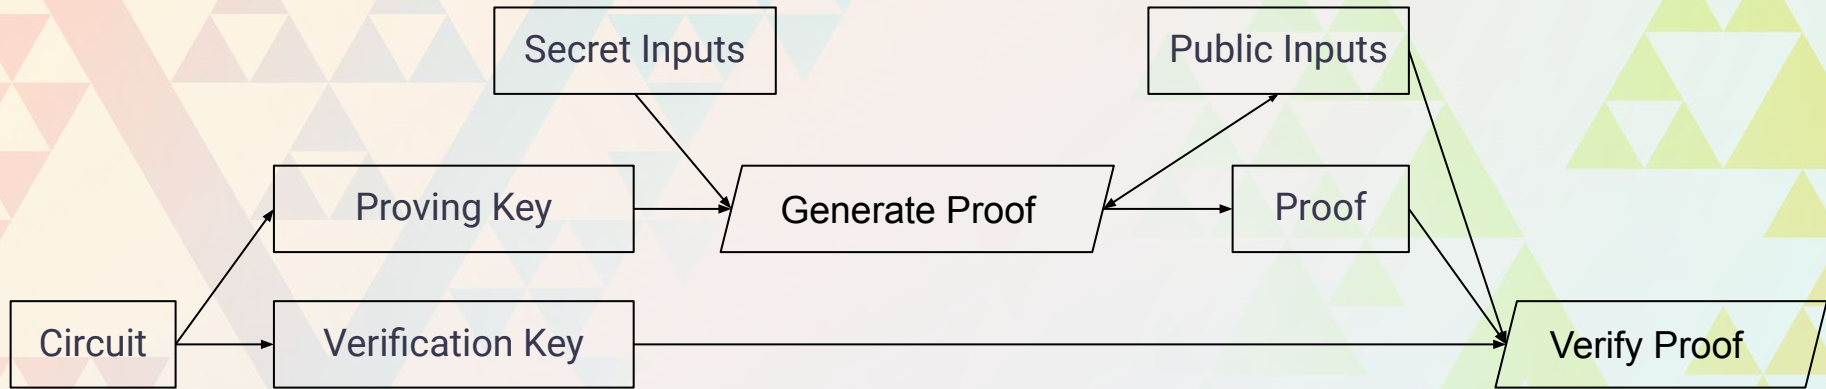 Secret Inputs
Public Inputs
Proving Key
Generate Proof
Proof
Circuit
Verification Key
Verify Proof